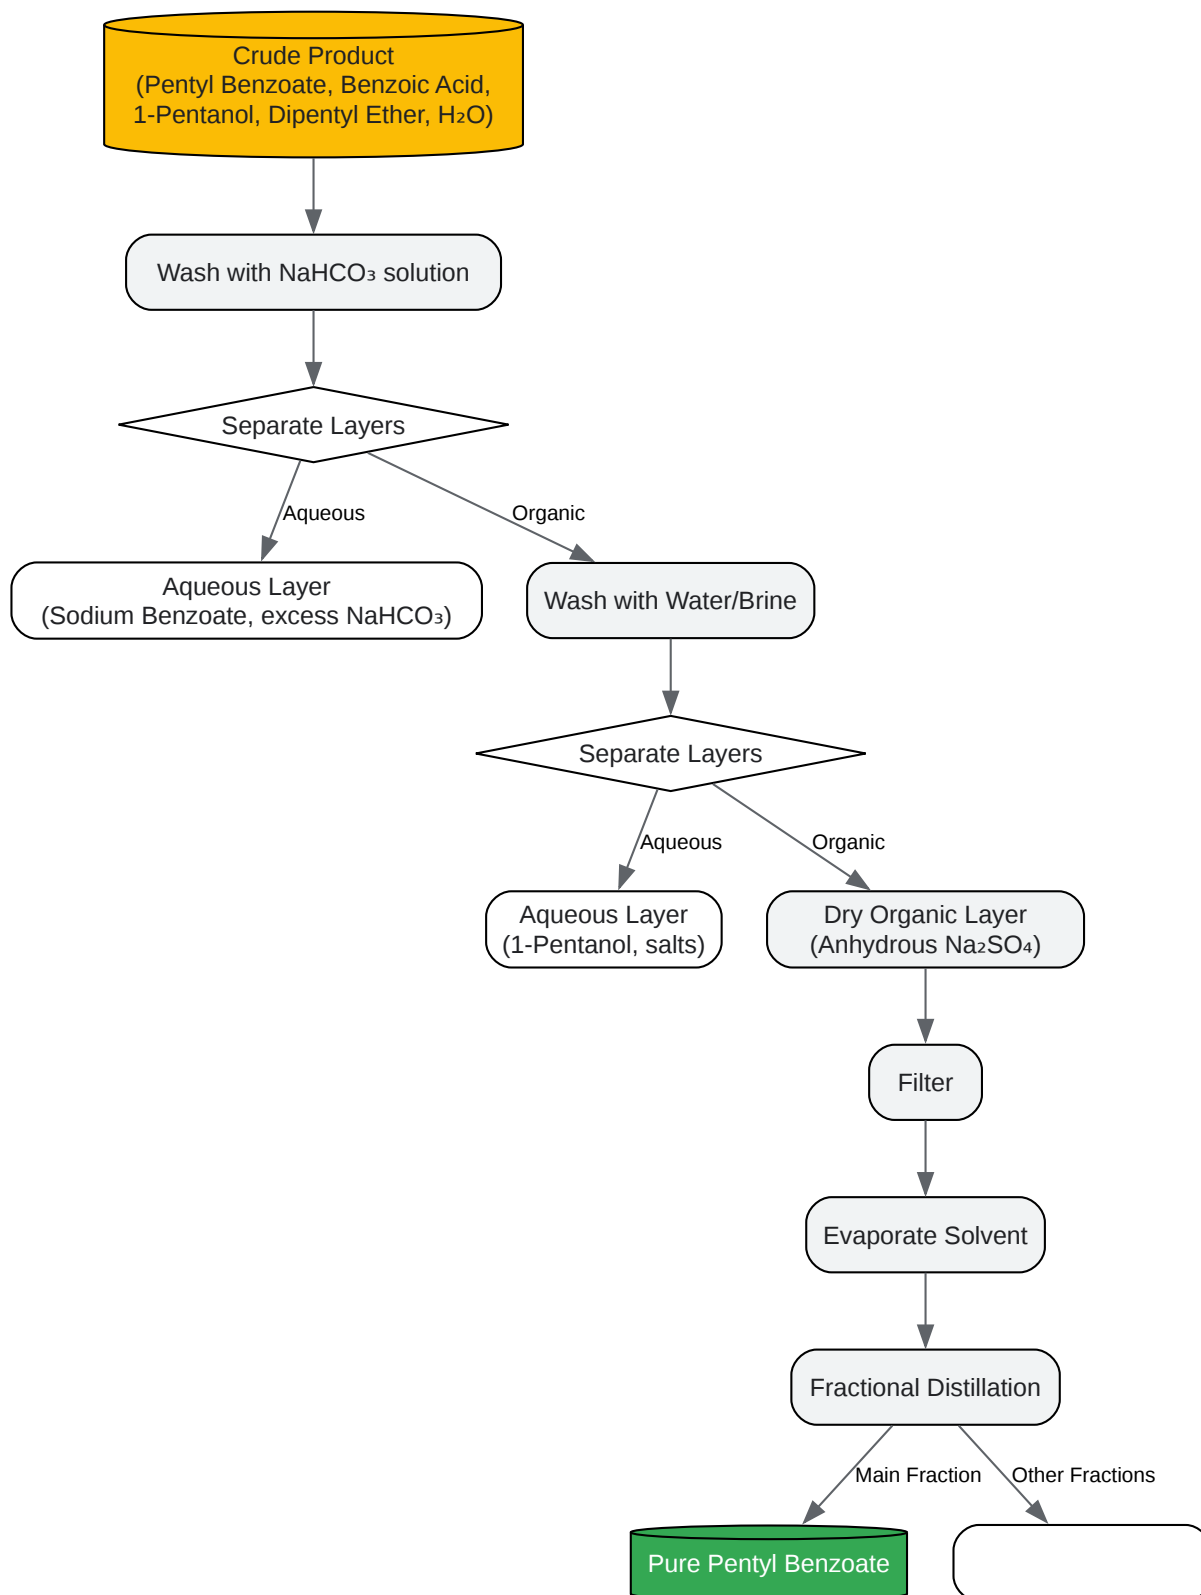 Crude Product
(Pentyl Benzoate, Benzoic Acid,
1-Pentanol, Dipentyl Ether, H₂O)
Wash with NaHCO₃ solution
Separate Layers
Aqueous
Organic
Aqueous Layer
(Sodium Benzoate, excess NaHCO₃)
Wash with Water/Brine
Separate Layers
Aqueous
Organic
Aqueous Layer
(1-Pentanol, salts)
Dry Organic Layer
(Anhydrous Na₂SO₄)
Filter
Evaporate Solvent
Fractional Distillation
Main Fraction
Other Fractions
Pure Pentyl Benzoate